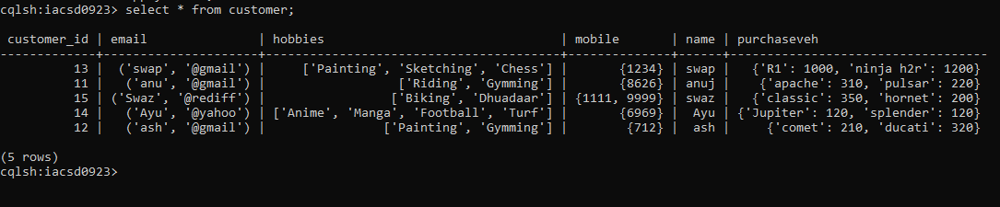 cqlsh:iacsd0923> select * from customer;
customer_id | email | hobbies | mobile | name | purchaseveh
-------------+---------------------+----------------------------------------+--------------+------+----------------------------------
13 | ('swap', '@gmail') | ['Painting', 'Sketching', 'Chess'] | {1234} | swap | {'R1': 1000, 'ninja h2r': 1200}
11 | ('anu', '@gmail') | ['Riding', 'Gymming'] | {8626} | anuj | {'apache': 310, 'pulsar': 220}
15 | ('Swaz', '@rediff') | ['Biking', 'Dhuadaar'] | {1111, 9999} | swaz | {'classic': 350, 'hornet': 200}
14 | ('Ayu', '@yahoo') | ['Anime', 'Manga', 'Football', 'Turf'] | {6969} | Ayu | {'Jupiter': 120, 'splender': 120}
12 | ('ash', '@gmail') | ['Painting', 'Gymming'] | {712} | ash | {'comet': 210, 'ducati': 320}
(5 rows)
cqlsh:iacsd0923>